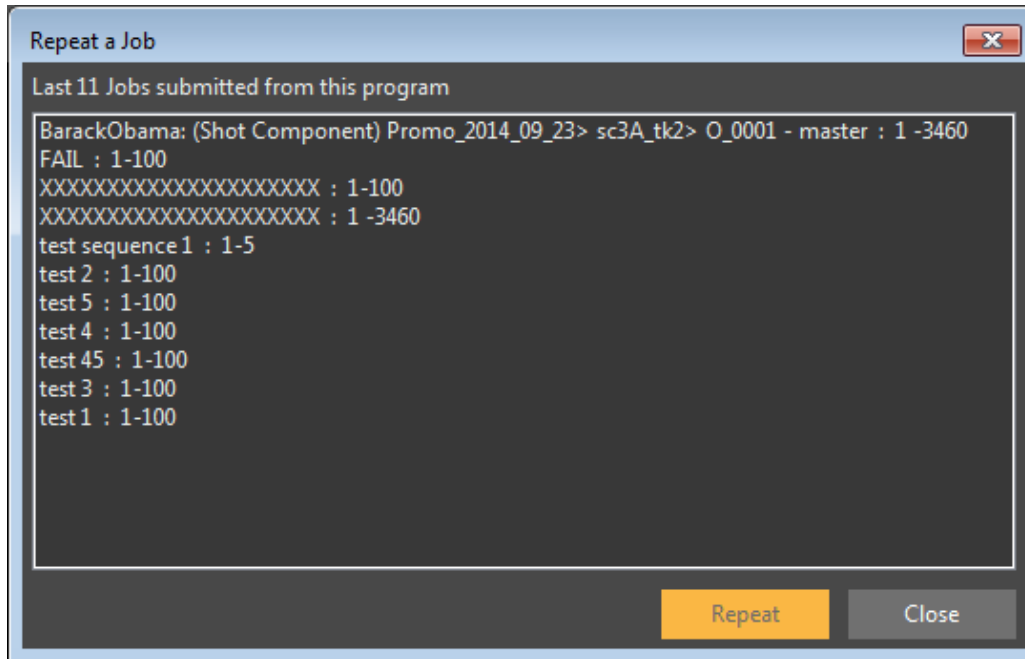 Repeat a Job
Last 11 Jobs submitted from this program
BarackObama: (Shot Component) Promo_2014_09_23> sc3A_tk2> O_0001 - master : 1 -3460
FAIL : 1-100
XXXXXXXXXXXXXXXXXXXXX : 1-100
XXXXXXXXXXXXXXXXXXXXX : 1 -3460
test sequence 1 : 1-5
test 2 : 1-100
test 5 : 1-100
test 4 : 1-100
test 45 : 1-100
test 3 : 1-100
test 1 : 1-100
Repeat
Close